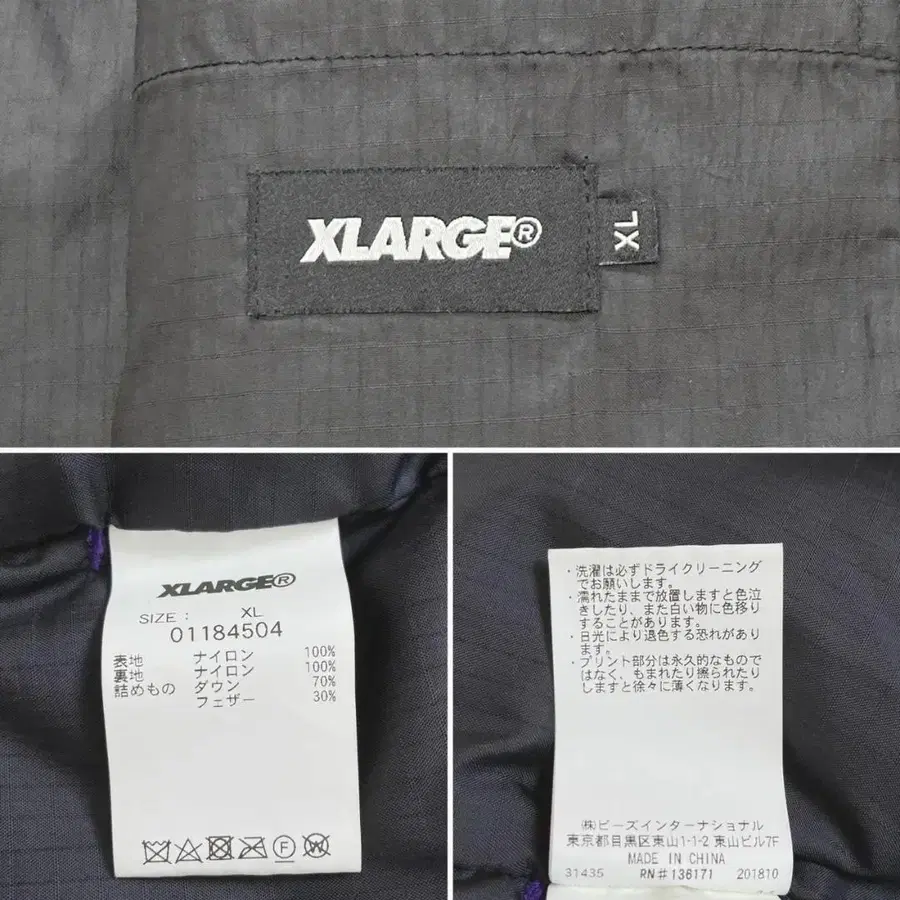 XLARGE®
XL
XLARGE®
SIZE : XL
01184504
表地 ナイロン 100%
裏地 ナイロン 100%
詰めもの ダウン 70%
フェザー 30%
F
W
・洗濯は必ずドライクリーニング
でお願いします。
・濡れたままで放置しますと色泣
きしたり、また白い物に色移り
することがあります。
・日光により退色する恐れがあり
ます。
・プリント部分は永久的なもので
はなく、もまれたり擦られたり
しますと徐々に薄くなります。
㈱ビーズインターナショナル
東京都目黒区東山1-1-2 東山ビル7F
MADE IN CHINA
31435 RN#136171 201810